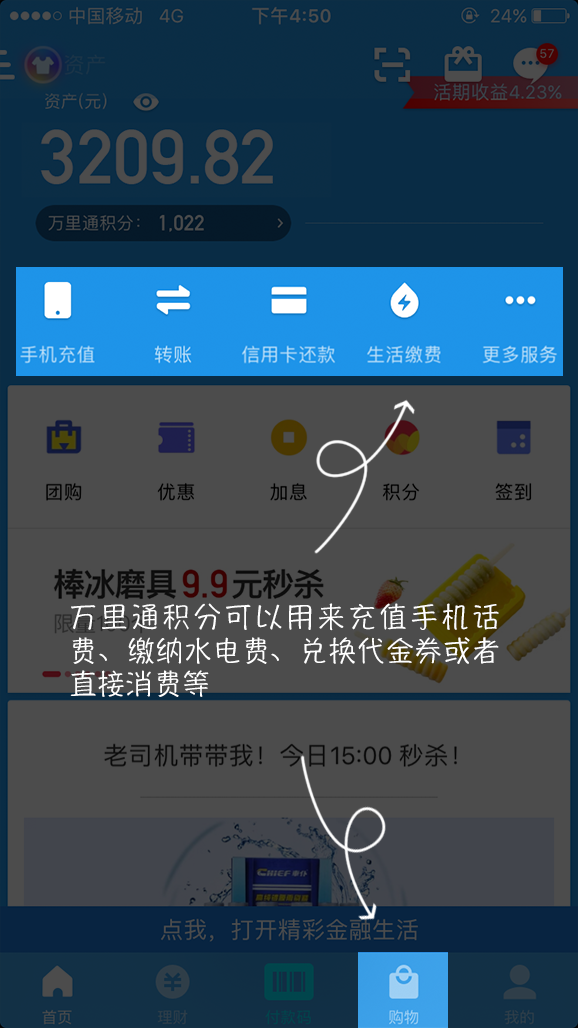 中国移动 4G 下午4:50 24%
资产 57
资产(元) 活期收益4.23%
3209.82
万里通积分： 1,022
手机充值 转账 信用卡还款 生活缴费 更多服务
团购 优惠 加息 积分 签到
棒冰磨具9.9元秒杀
万里通积分可以用来充值手机话
费、缴纳水电费、兑换代金券或者
直接消费等
老司机带带我！今日15:00 秒杀！
CHIEF
点我，打开精彩金融生活
首页 理财 付款码 购物 我的